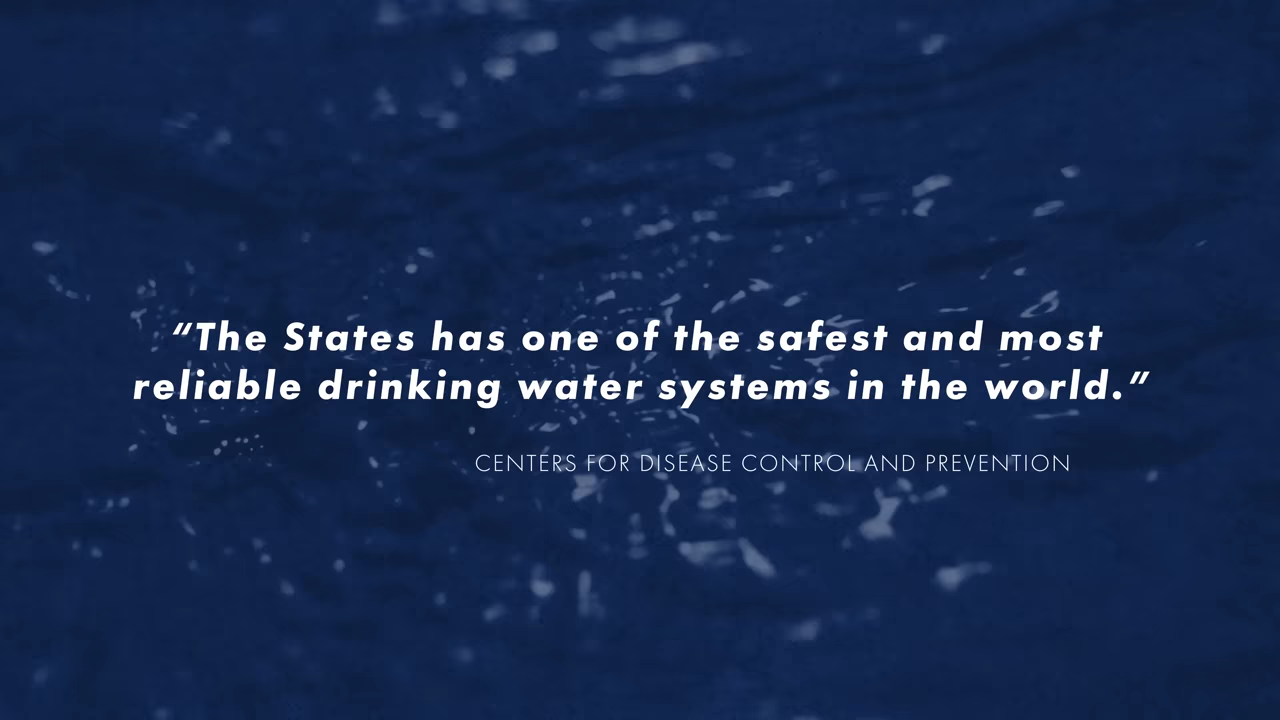 “The States has one of the safest and most
reliable drinking water systems in the world.”
CENTERS FOR DISEASE CONTROL AND PREVENTION